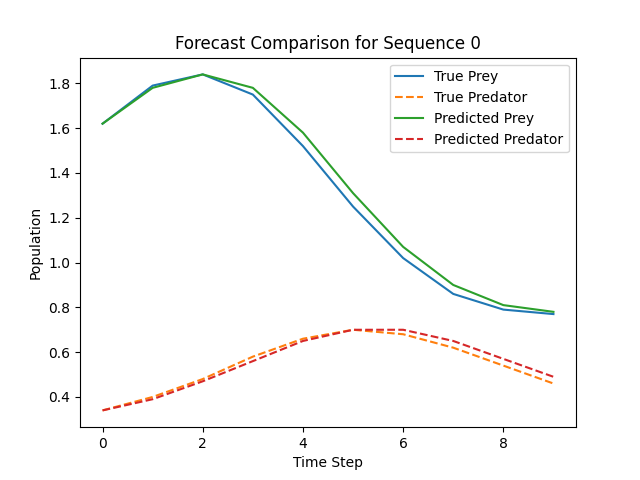 Forecast Comparison for Sequence 0
True Prey
True Predator
Predicted Prey
Predicted Predator
Population
1.8
1.6
1.4
1.2
1.0
0.8
0.6
0.4
0 2 4 6 8
Time Step